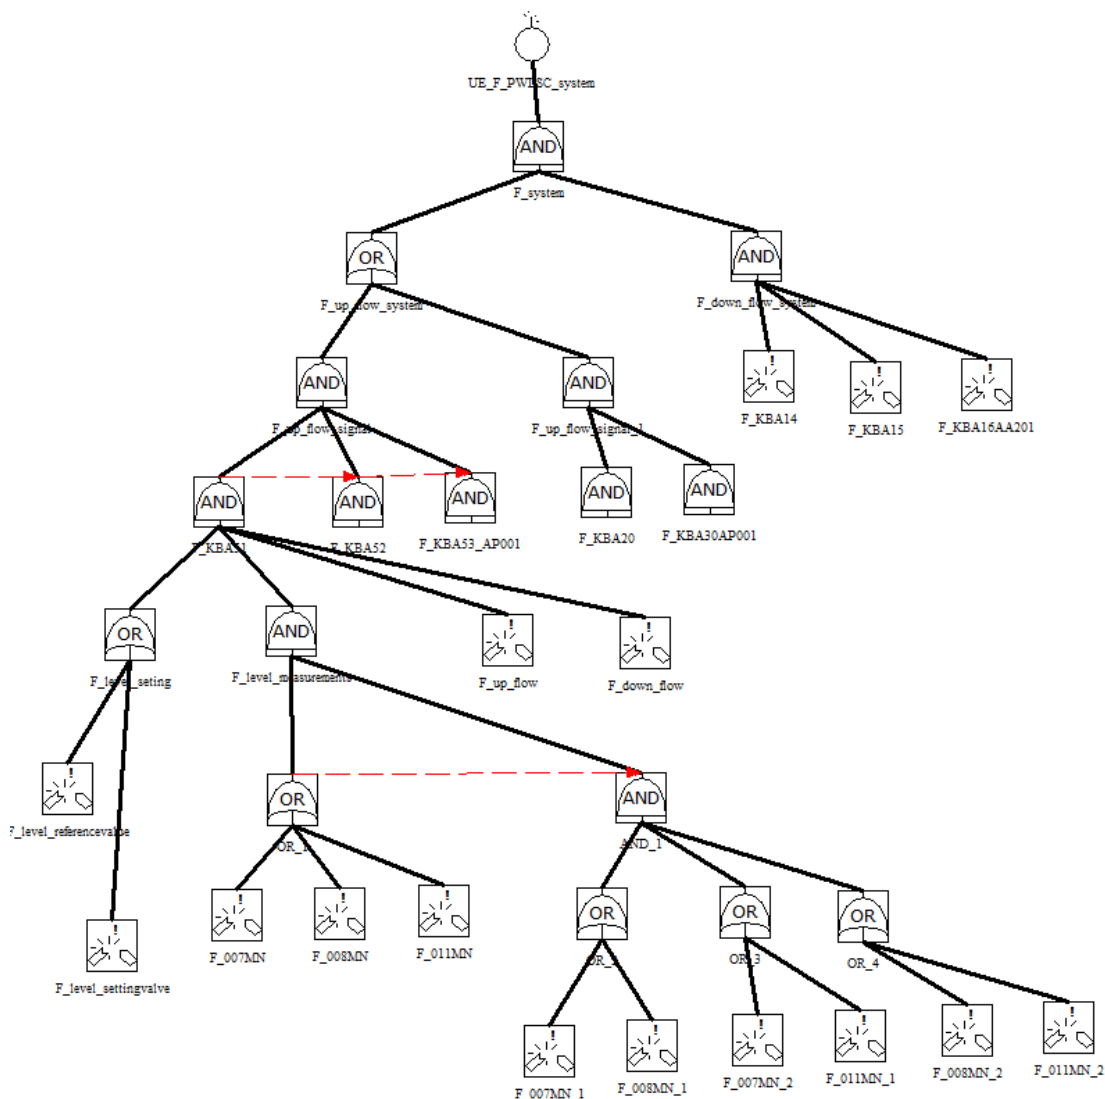 UE_F_PWLSC_system
AND
F_system
OR
AND
F_up_flow_system
F_down_flow_system
AND
AND
!
!
!
F_KBA14
F_KBA15
F_KBA16AA201
F_up_flow_signal
F_up_flow_signal_1
AND
AND
AND
AND
AND
F_KBA51
F_KBA52
F_KBA53_AP001
F_KBA20
F_KBA30AP001
OR
AND
!
!
F_level_seting
F_level_measurements
F_up_flow
F_down_flow
!
OR
AND
F_level_referencevalue
OR_1
AND_1
!
!
!
!
OR
OR
OR
F_level_settingvalve
F_007MN
F_008MN
F_011MN
OR_2
OR_3
OR_4
!
!
!
!
!
!
F_007MN_1
F_008MN_1
F_007MN_2
F_011MN_1
F_008MN_2
F_011MN_2